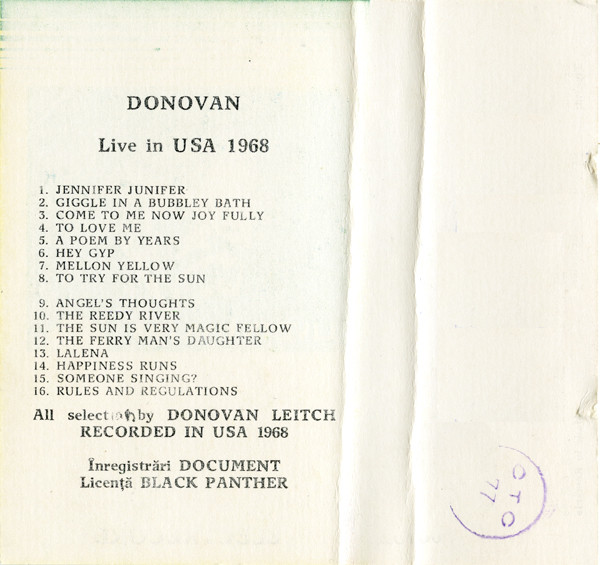 DONOVAN
Live in USA 1968
1. JENNIFER JUNIFER
2. GIGGLE IN A BUBBLEY BATH
3. COME TO ME NOW JOY FULLY
4. TO LOVE ME
5. A POEM BY YEARS
6. HEY GYP
7. MELLON YELLOW
8. TO TRY FOR THE SUN
9. ANGEL'S THOUGHTS
10. THE REEDY RIVER
11. THE SUN IS VERY MAGIC FELLOW
12. THE FERRY MAN'S DAUGHTER
13. LALENA
14. HAPPINESS RUNS
15. SOMEONE SINGING?
16. RULES AND REGULATIONS
All selection by DONOVAN LEITCH
RECORDED IN USA 1968
Înregistrări DOCUMENT
Licență BLACK PANTHER
CTC
77